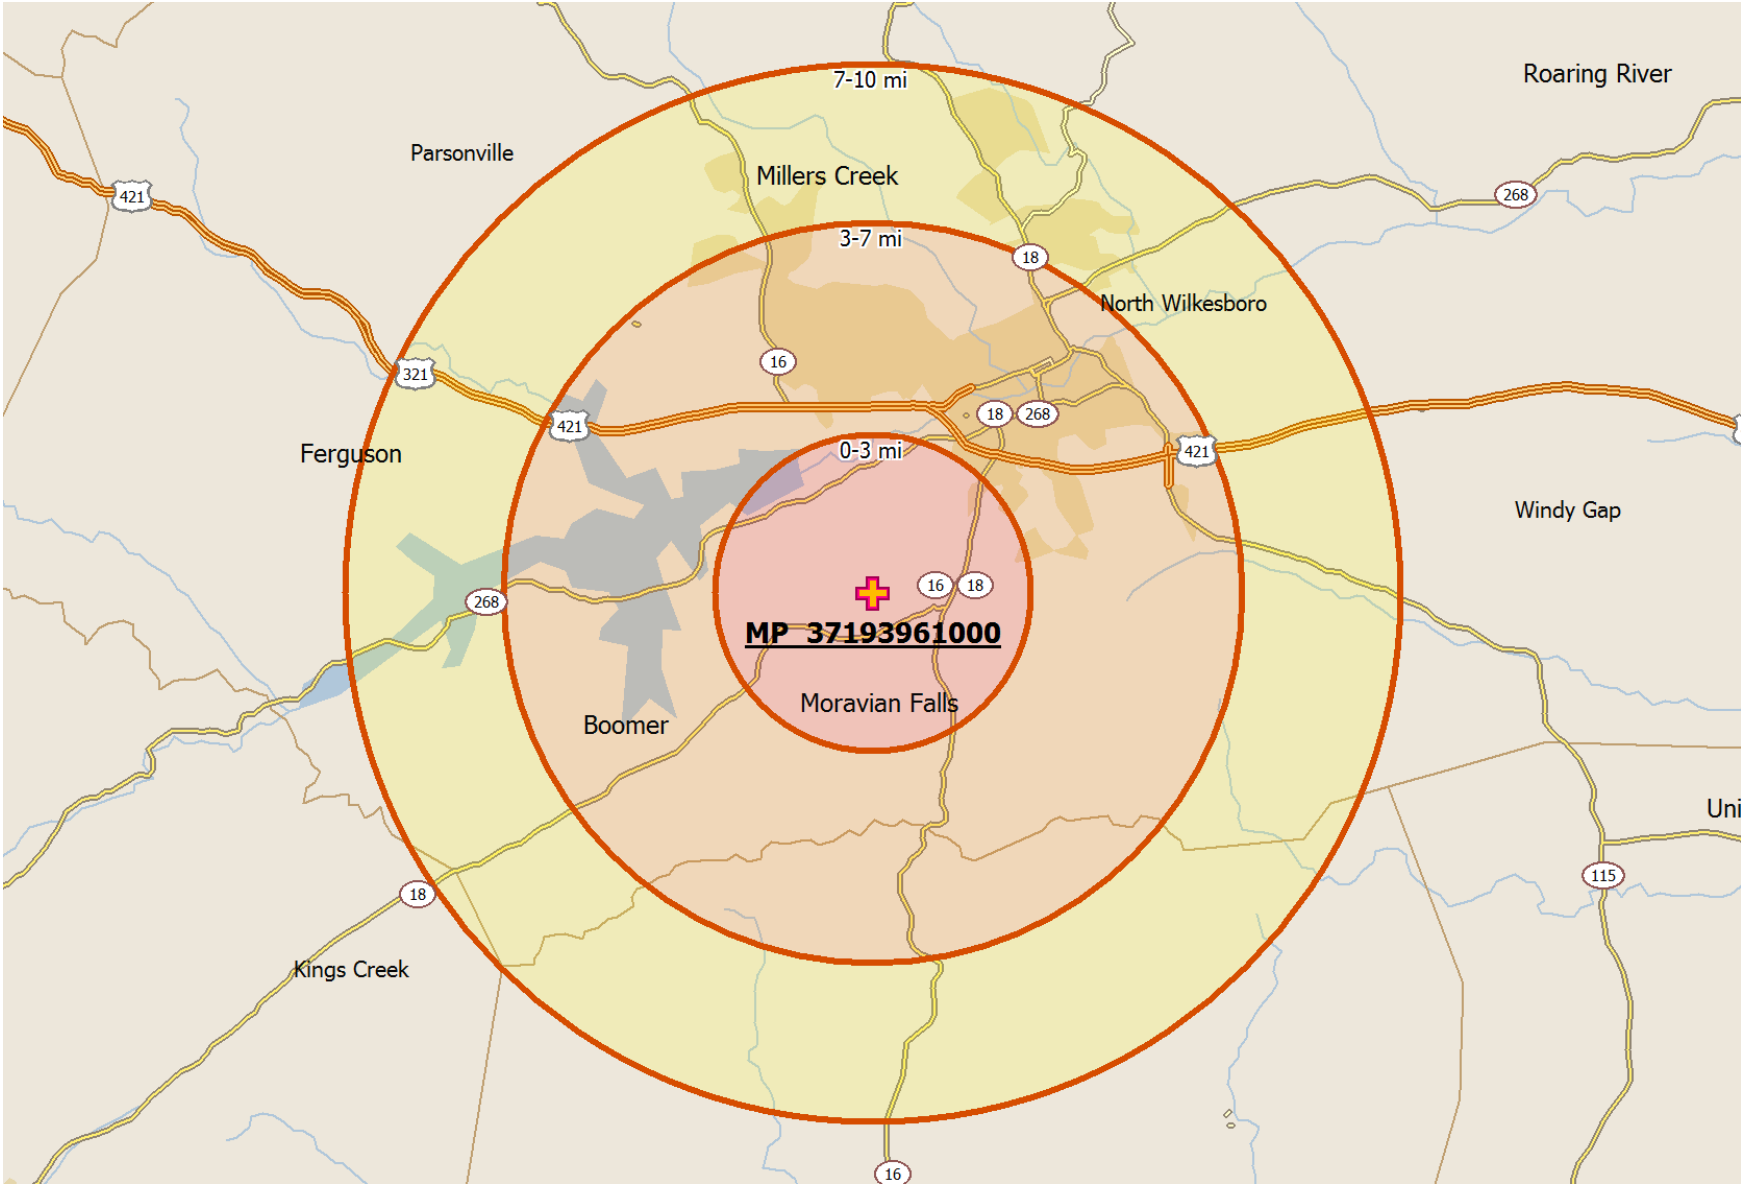 7-10 mi
Roaring River
Parsonville
Millers Creek
421
268
3-7 mi
18
North Wilkesboro
16
321
18
268
421
0-3 mi
421
Ferguson
Windy Gap
16
18
268
MP_37193961000
Moravian Falls
Boomer
Uni
115
18
Kings Creek
16